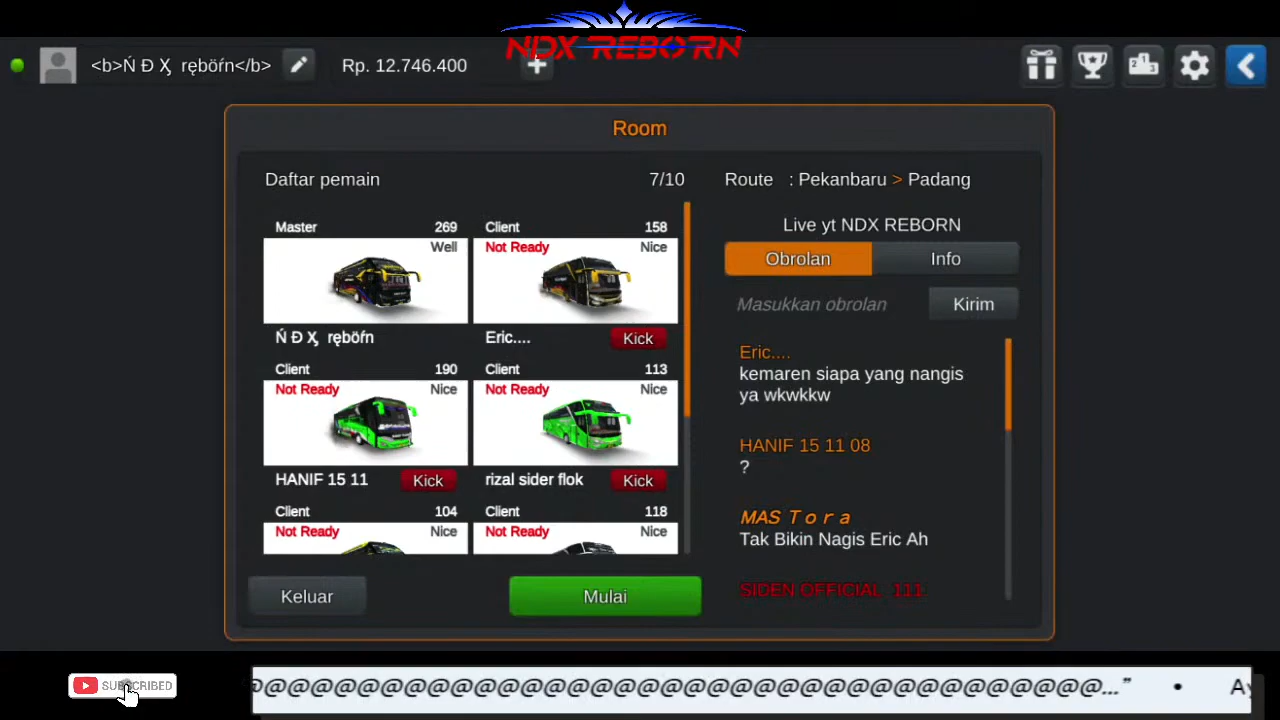 NDX REBORN
<b>Ń Đ Ҳ ręböŕn</b>
Rp. 12.746.400
Room
Daftar pemain 7/10
Master 269
Well
Ń Đ Ҳ ręböŕn
Client 158
Not Ready Nice
Eric.... Kick
Client 190
Not Ready Nice
HANIF 15 11 Kick
Client 113
Not Ready Nice
rizal sider flok Kick
Client 104
Not Ready Nice
Client 118
Not Ready Nice
Keluar
Mulai
Route : Pekanbaru > Padang
Live yt NDX REBORN
Obrolan Info
Masukkan obrolan Kirim
Eric....
kemaren siapa yang nangis
ya wkwkkw
HANIF 15 11 08
?
MAS T o r a
Tak Bikin Nagis Eric Ah
SIDEN OFFICIAL 111
SUBSCRIBED
@@@@@@@@@@@@@@@@@@@@@@@@@@@@@@@@@@@@..." •